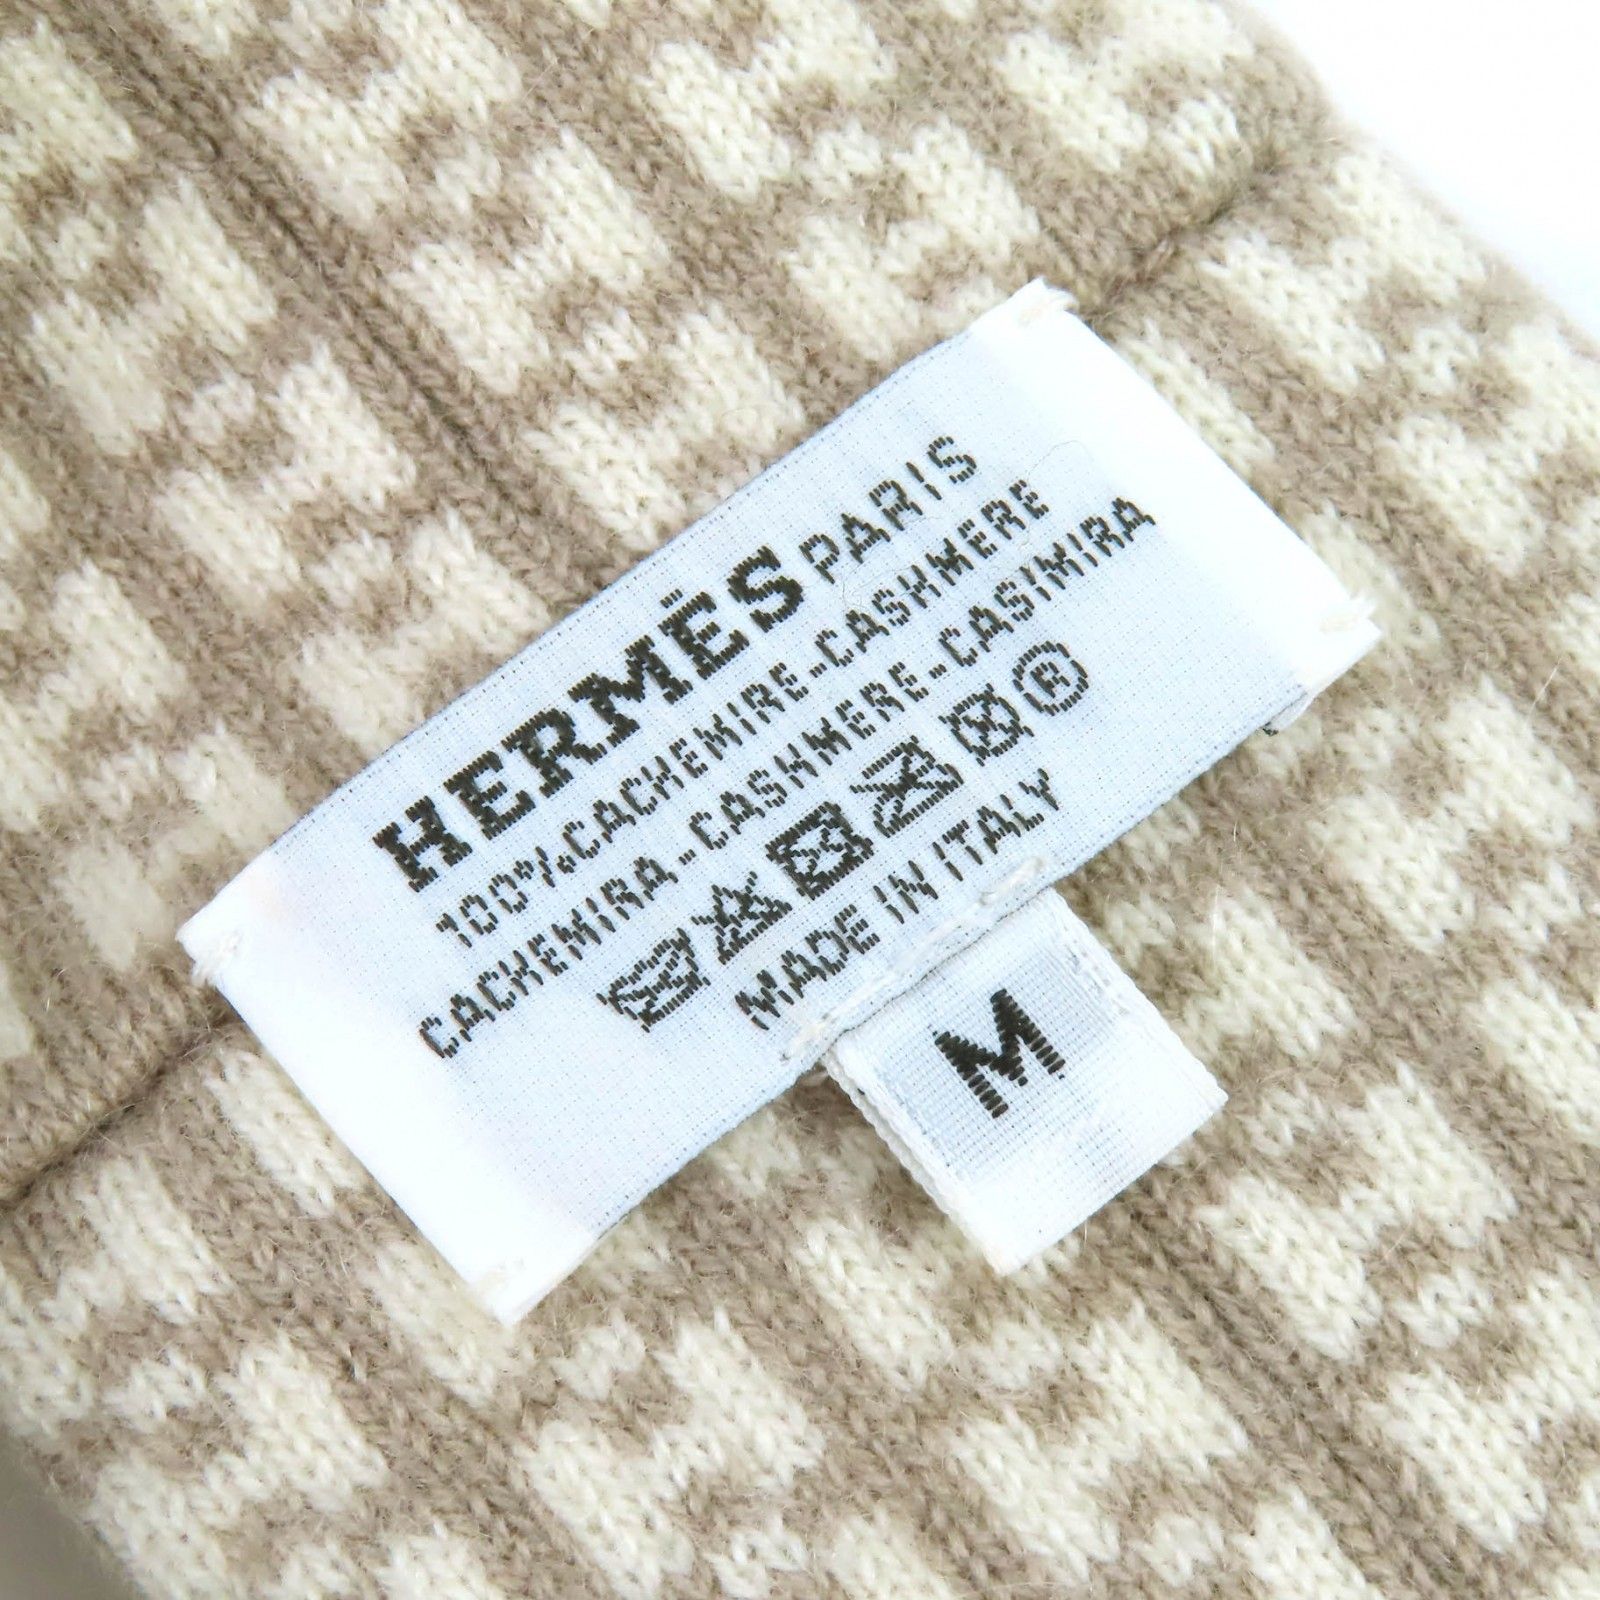 HERMÈS PARIS
100% CACHEMIRE-CASHMERE
CACHEMIRA-CASHMERE-CASIMIRA
Ⓡ
MADE IN ITALY
M